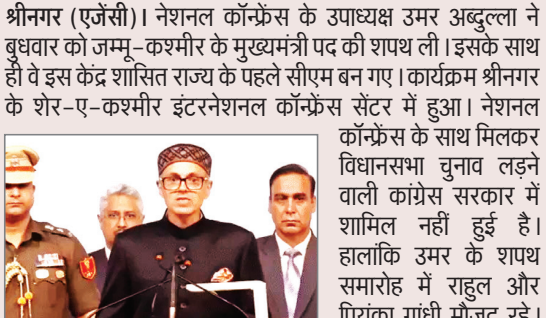 श्रीनगर (एजेंसी)। नेशनल कॉन्फ्रेंस के उपाध्यक्ष उमर अब्दुल्ला ने
बुधवार को जम्मू-कश्मीर के मुख्यमंत्री पद की शपथ ली।इसके साथ
ही वे इस केंद्र शासित राज्य के पहले सीएम बन गए।कार्यक्रम श्रीनगर
के शेर-ए-कश्मीर इंटरनेशनल कॉन्फ्रेंस सेंटर में हुआ। नेशनल
कॉन्फ्रेंस के साथ मिलकर
विधानसभा चुनाव लड़ने
वाली कांग्रेस सरकार में
शामिल नहीं हुई है।
हालांकि उमर के शपथ
समारोह में राहुल और
प्रियंका गांधी मौजूद रहे।